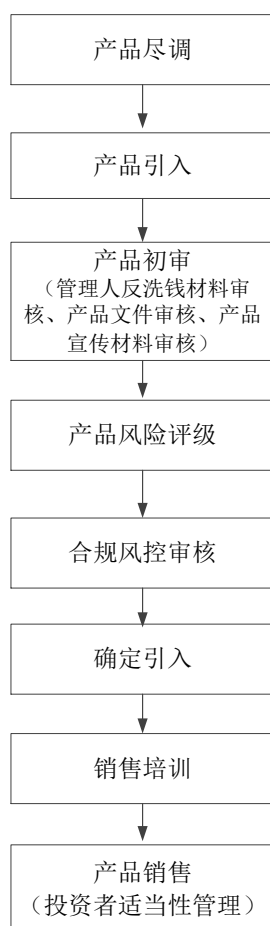 产品尽调
产品引入
产品初审
（管理人反洗钱材料审
核、产品文件审核、产品
宣传材料审核）
产品风险评级
合规风控审核
确定引入
销售培训
产品销售
（投资者适当性管理）